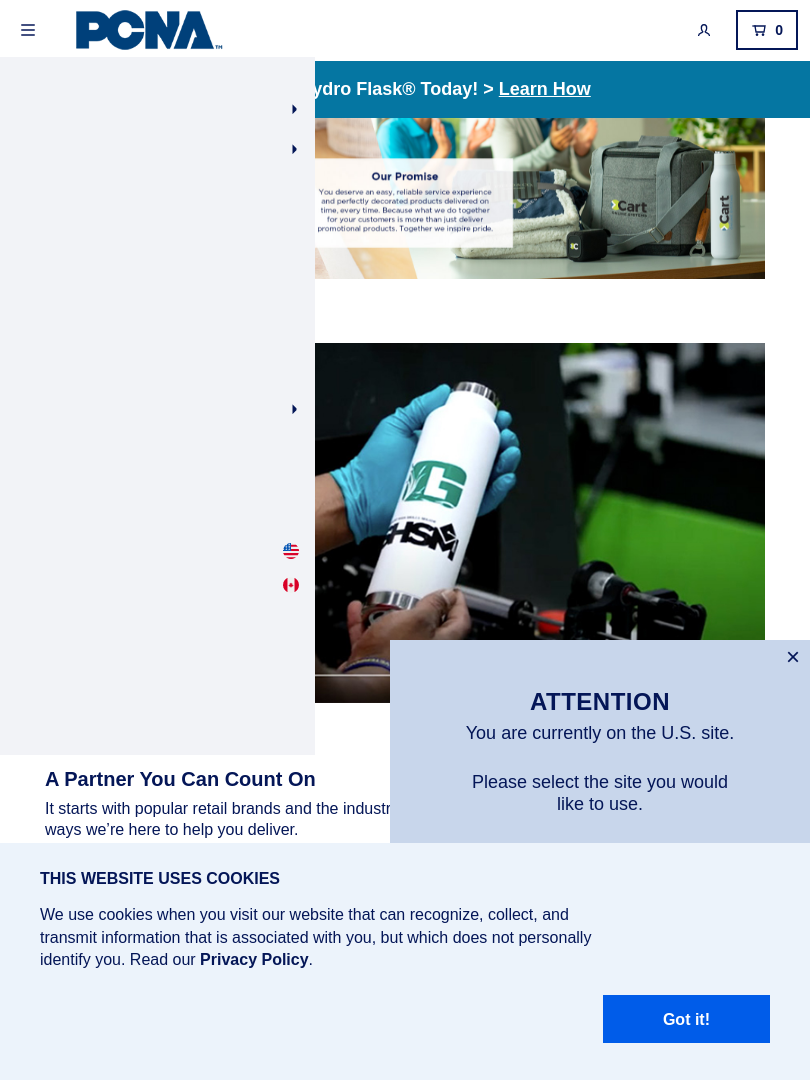 PCNA™
0
ydro Flask® Today! > Learn How
Our Promise
You deserve an easy, reliable service experience
and perfectly decorated products delivered on
time, every time. Because what we do together
for your customers is more than just deliver
promotional products. Together we inspire pride.
XCart
XCart
GHSM
ATTENTION
You are currently on the U.S. site.
Please select the site you would
like to use.
A Partner You Can Count On
It starts with popular retail brands and the industr
ways we’re here to help you deliver.
THIS WEBSITE USES COOKIES
We use cookies when you visit our website that can recognize, collect, and
transmit information that is associated with you, but which does not personally
identify you. Read our Privacy Policy.
Got it!